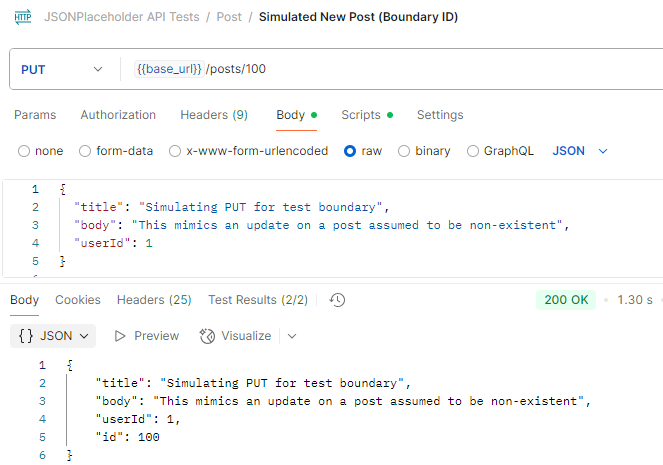 HTTP JSONPlaceholder API Tests / Post / Simulated New Post (Boundary ID)
PUT {{base_url}}/posts/100
Params Authorization Headers (9) Body Scripts Settings
none form-data x-www-form-urlencoded raw binary GraphQL JSON
1 {
2 "title": "Simulating PUT for test boundary",
3 "body": "This mimics an update on a post assumed to be non-existent",
4 "userId": 1
5 }
Body Cookies Headers (25) Test Results (2/2) 200 OK 1.30 s
{} JSON Preview Visualize
1 {
2 "title": "Simulating PUT for test boundary",
3 "body": "This mimics an update on a post assumed to be non-existent",
4 "userId": 1,
5 "id": 100
6 }